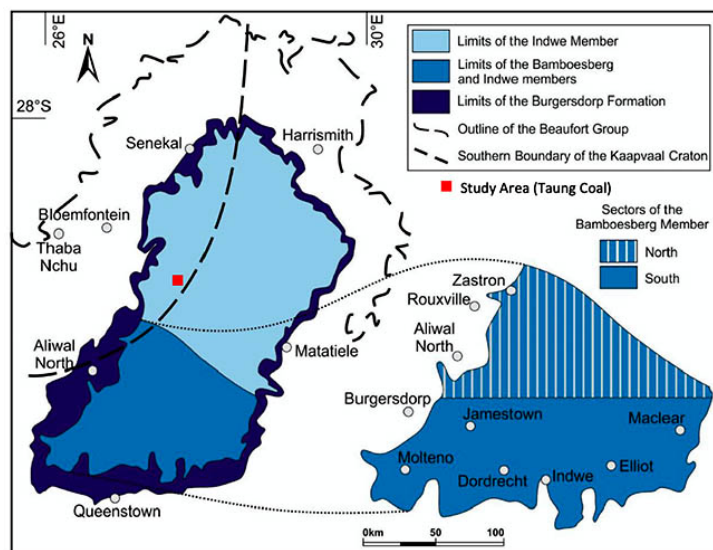 26°E
30°E
N
28°S
Limits of the Indwe Member
Limits of the Bamboesberg
and Indwe members
Limits of the Burgersdorp Formation
Outline of the Beaufort Group
Southern Boundary of the Kaapvaal Craton
Study Area (Taung Coal)
Sectors of the
Bamboesberg Member
North
South
Senekal
Harrismith
Bloemfontein
Thaba
Nchu
Aliwal
North
Matatiele
Queenstown
Zastron
Rouxville
Aliwal
North
Burgersdorp
Jamestown
Maclear
Molteno
Dordrecht
Indwe
Elliot
0km
50
100